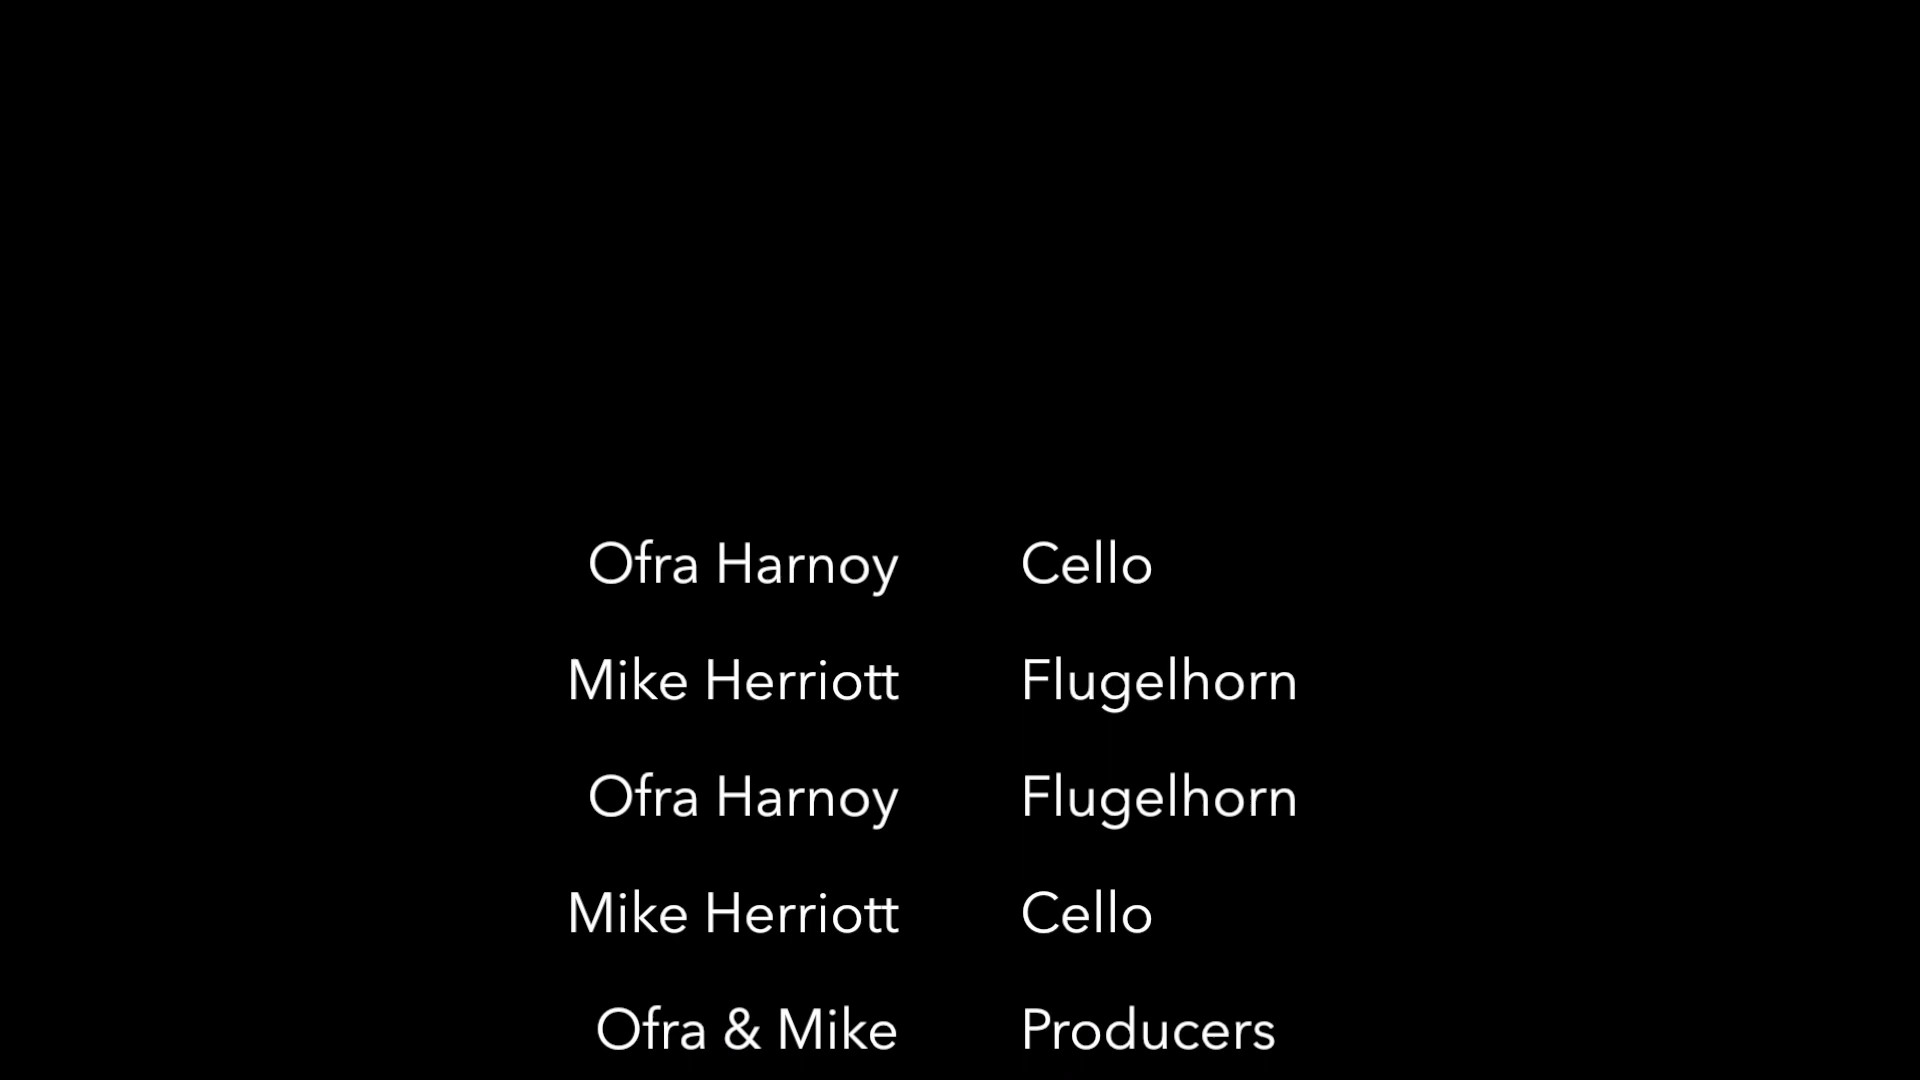 Ofra Harnoy Cello
Mike Herriott Flugelhorn
Ofra Harnoy Flugelhorn
Mike Herriott Cello
Ofra & Mike Producers